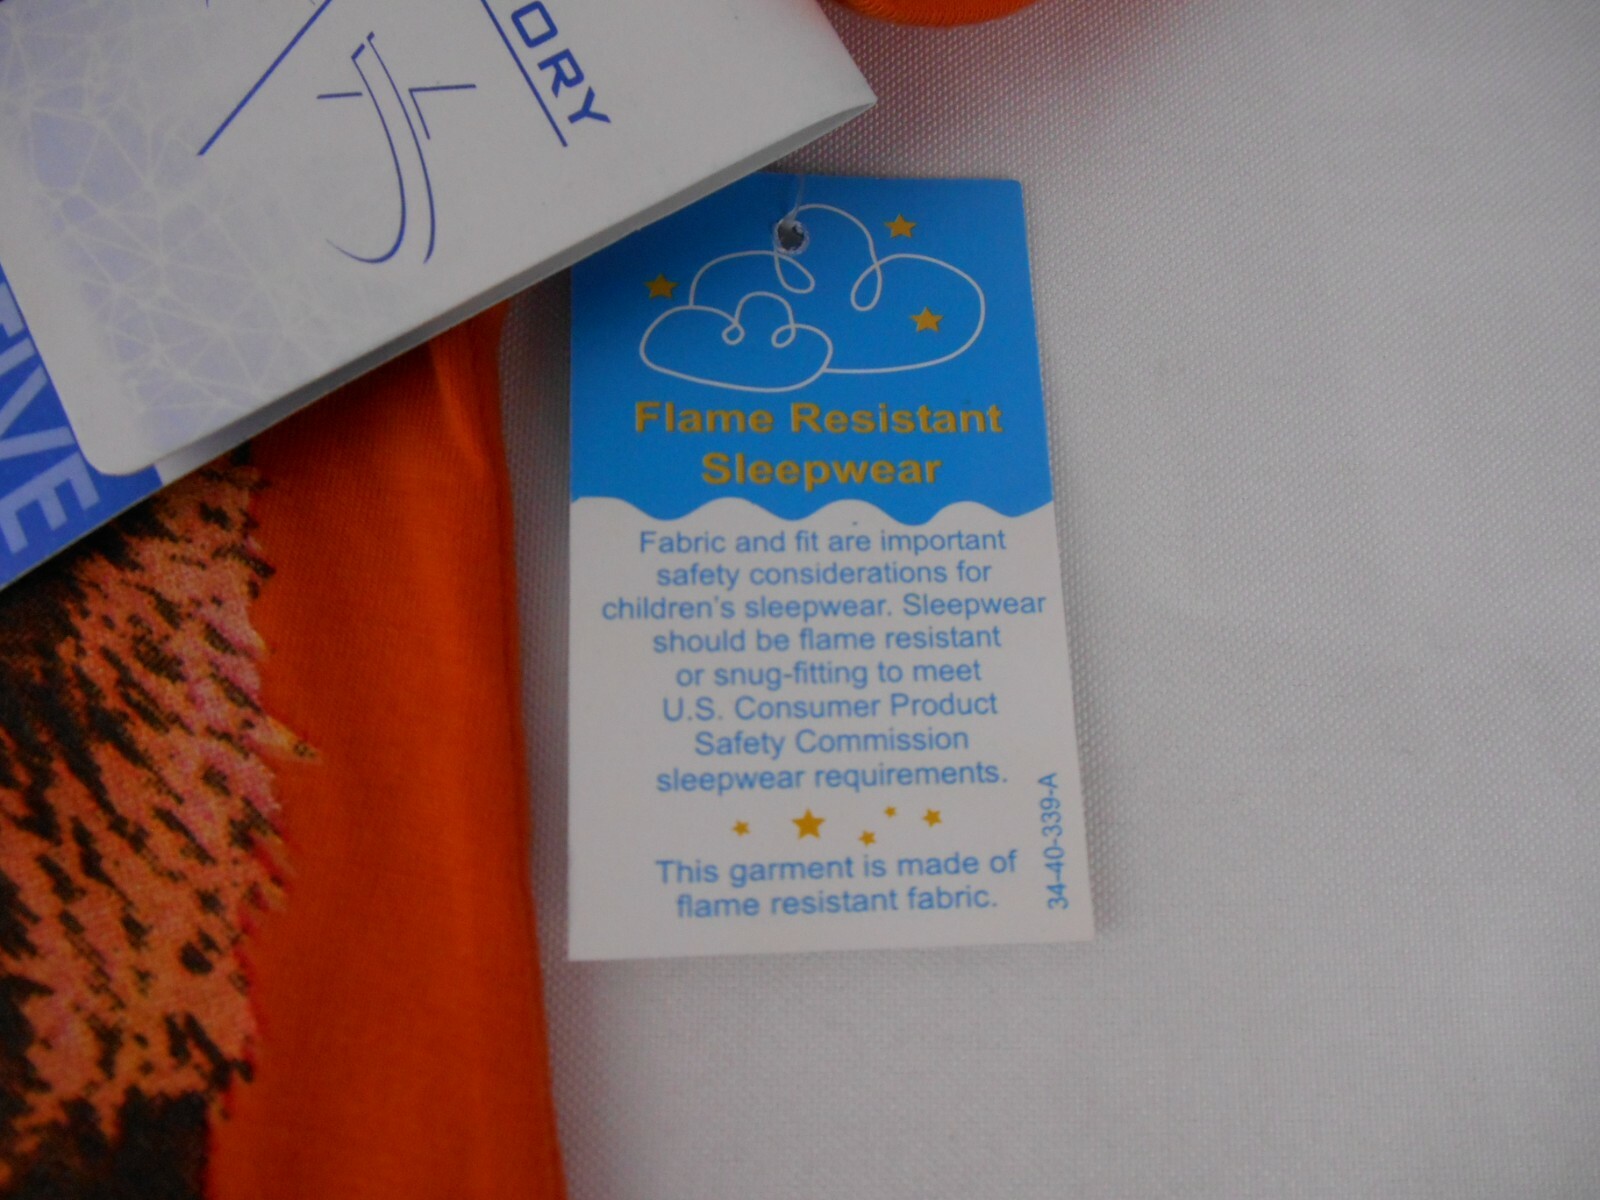 ORY
IVE
Flame Resistant
Sleepwear
Fabric and fit are important
safety considerations for
children's sleepwear. Sleepwear
should be flame resistant
or snug-fitting to meet
U.S. Consumer Product
Safety Commission
sleepwear requirements.
This garment is made of
flame resistant fabric.
34-40-339-A